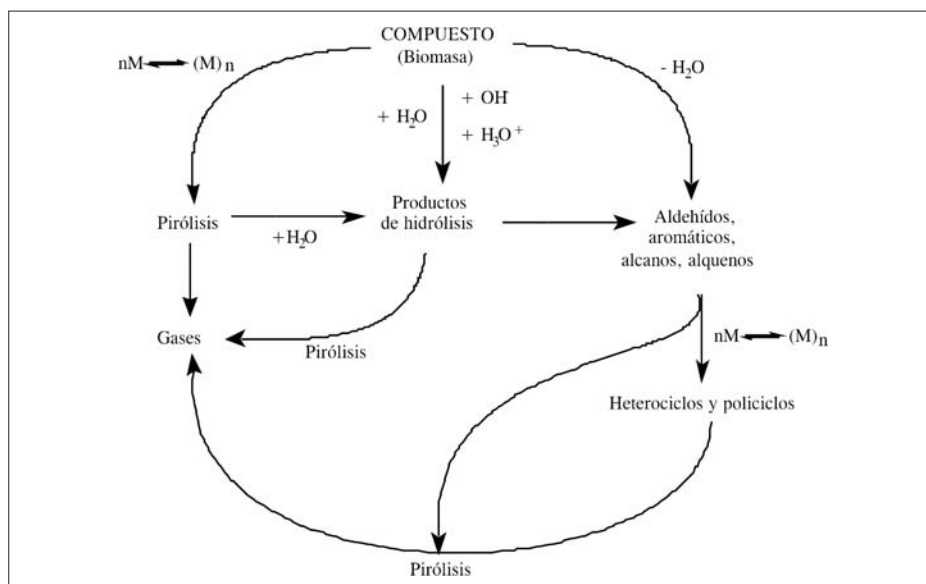 COMPUESTO
(Biomasa)
nM (M)n
- H2O
+ OH-
+ H2O
+ H3O+
Pirólisis
+H2O
Productos
de hidrólisis
Aldehídos,
aromáticos,
alcanos, alquenos
Gases
Pirólisis
nM (M)n
Heterociclos y policiclos
Pirólisis